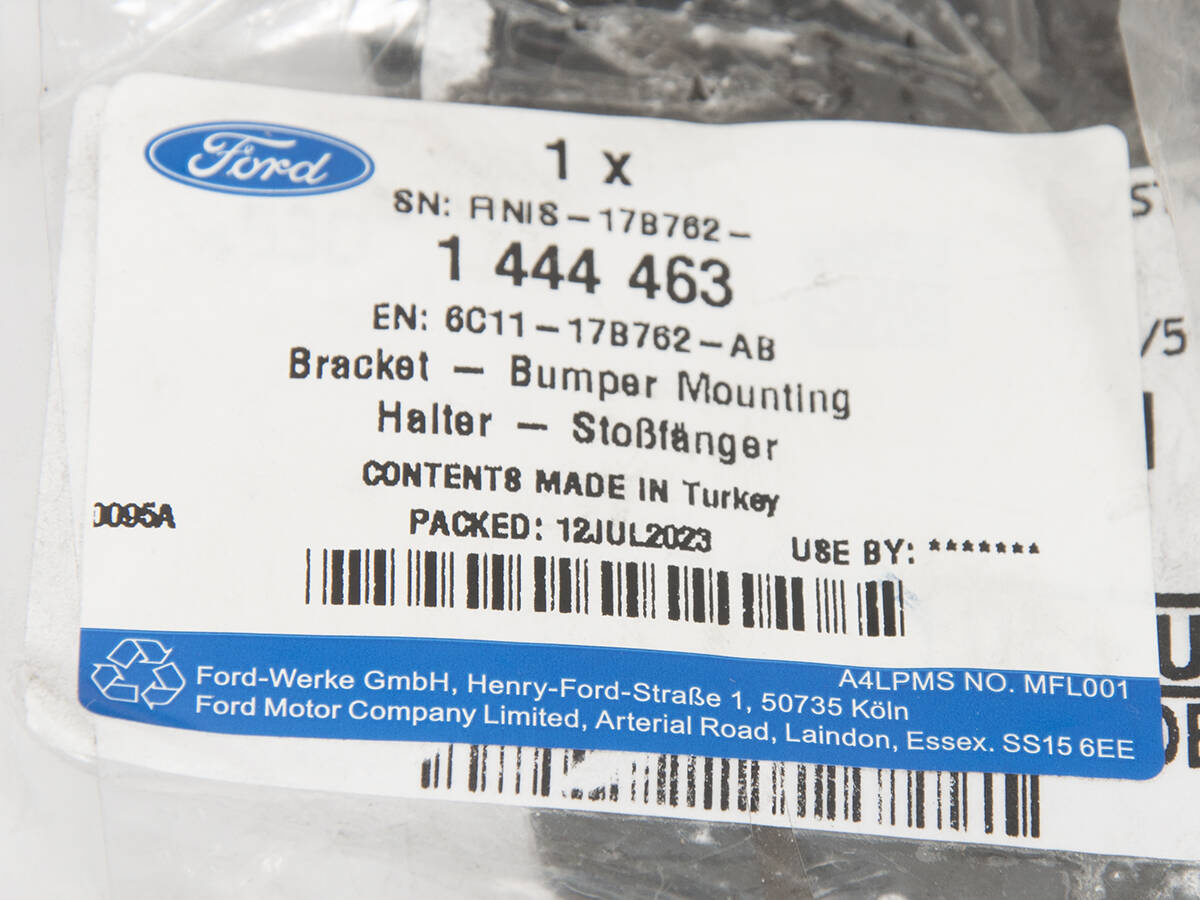 Ford
1 x
SN: FINIS-17B762-
1 444 463
EN: 6C11-17B762-AB
Bracket - Bumper Mounting
Halter - Stoßfänger
CONTENTS MADE IN Turkey
0095A
PACKED: 12JUL2023
USE BY: *******
A4LPMS NO. MFL001
Ford-Werke GmbH, Henry-Ford-Straße 1, 50735 Köln
Ford Motor Company Limited, Arterial Road, Laindon, Essex. SS15 6EE
/5